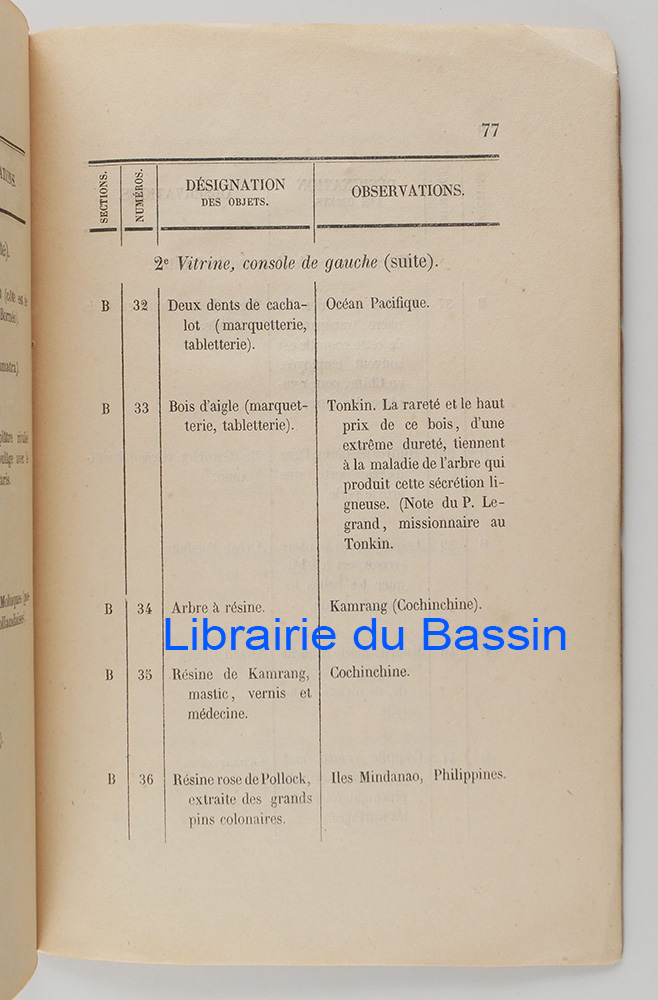 77
SECTIONS.
NUMÉROS.
DÉSIGNATION
DES OBJETS.
OBSERVATIONS.
2e Vitrine, console de gauche (suite).
B 32 Deux dents de cacha- Océan Pacifique.
lot (marquetterie,
tabletterie).
B 33 Bois d'aigle (marquet- Tonkin. La rareté et le haut
terie, tabletterie). prix de ce bois, d'une
extrême dureté, tiennent
à la maladie de l'arbre qui
produit cette sécrétion li-
gneuse. (Note du P. Le-
grand, missionnaire au
Tonkin.
B 34 Arbre à résine. Kamrang (Cochinchine).
Librairie du Bassin
B 35 Résine de Kamrang, Cochinchine.
mastic, vernis et
médecine.
B 36 Résine rose de Pollock, Iles Mindanao, Philippines.
extraite des grands
pins colonaires.